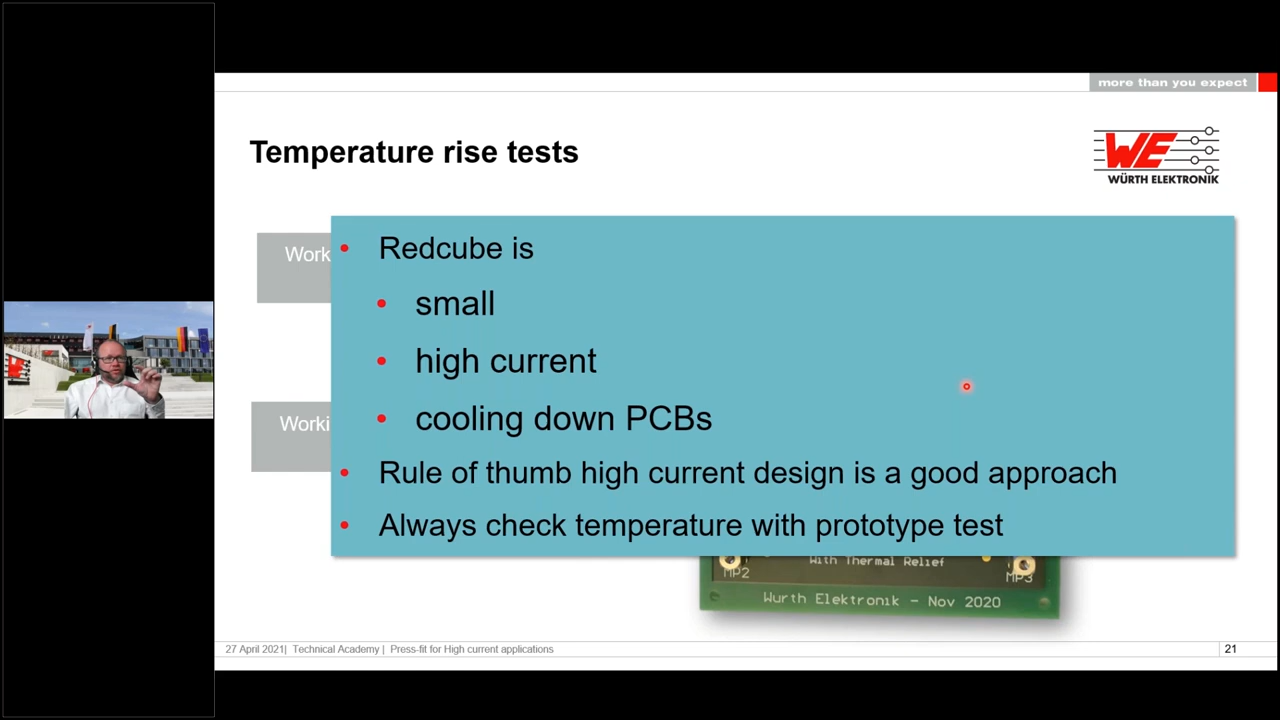 more than you expect
Temperature rise tests
WE
WÜRTH ELEKTRONIK
Work
• Redcube is
• small
• high current
• cooling down PCBs
Worki
• Rule of thumb high current design is a good approach
• Always check temperature with prototype test
With Thermal Relief
MP2
MP3
Wurth Elektronik - Nov 2020
27 April 2021| Technical Academy | Press-fit for High current applications
21